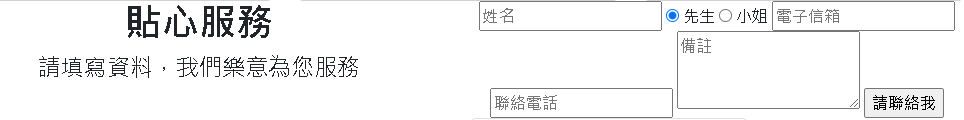 貼心服務
請填寫資料，我們樂意為您服務
姓名 先生 小姐 電子信箱
備註
聯絡電話 請聯絡我